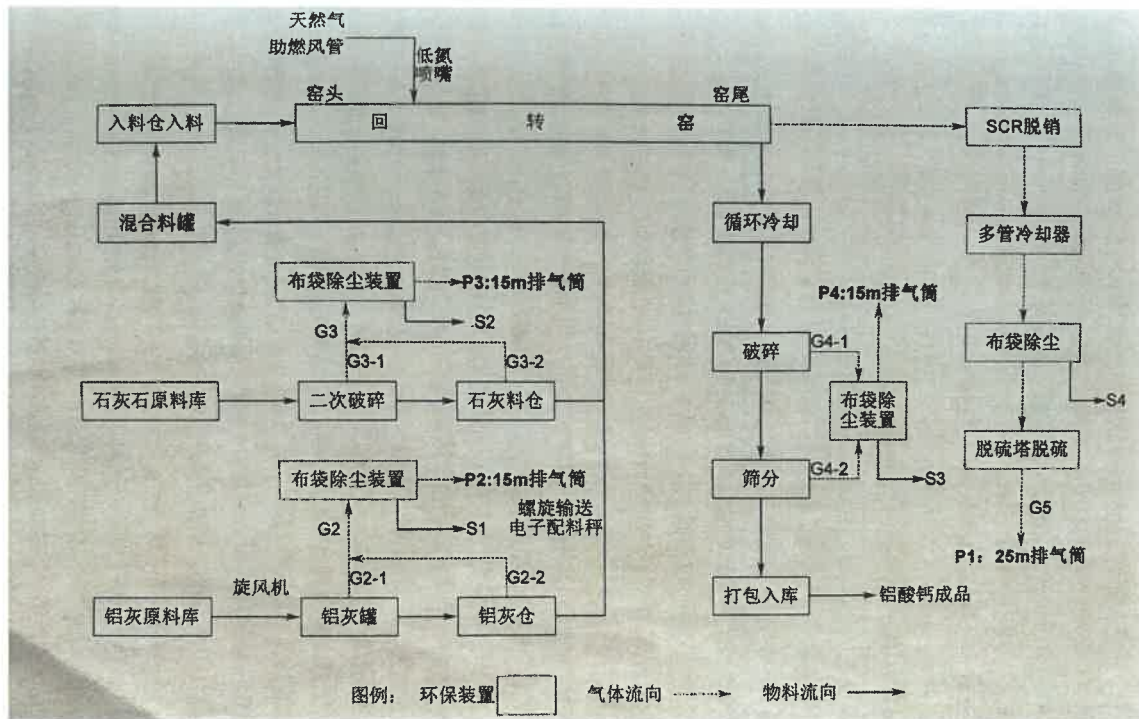 天然气
助燃风管
低氮
喷嘴
窑头
窑尾
入料仓入料
回 转 窑
SCR脱销
混合料罐
循环冷却
多管冷却器
布袋除尘装置
P3:15m排气筒
P4:15m排气筒
.S2
G3
G3-1
G3-2
破碎
G4-1
布袋除尘
石灰石原料库
二次破碎
石灰料仓
布袋除
尘装置
S4
布袋除尘装置
P2:15m排气筒
筛分
G4-2
脱硫塔脱硫
S3
G2
S1
螺旋输送
电子配料秤
G5
P1：25m排气筒
旋风机
G2-1
G2-2
铝灰原料库
铝灰罐
铝灰仓
打包入库
铝酸钙成品
图例： 环保装置 气体流向 物料流向